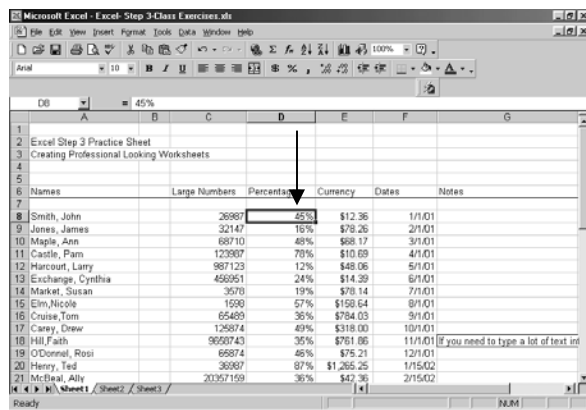 Microsoft Excel - Excel- Step 3-Class Exercises.xls
File Edit View Insert Format Tools Data Window Help
100%
Arial 10 B I U $ % ,
D8 = 45%
A B C D E F G
1
2 Excel Step 3 Practice Sheet
3 Creating Professional Looking Worksheets
4
5
6 Names Large Numbers Percentag Currency Dates Notes
7
8 Smith, John 26987 45% $12.36 1/1/01
9 Jones, James 32147 16% $78.26 2/1/01
10 Maple, Ann 68710 48% $68.17 3/1/01
11 Castle, Pam 123987 78% $10.69 4/1/01
12 Harcourt, Larry 987123 12% $48.06 5/1/01
13 Exchange, Cynthia 456951 24% $14.39 6/1/01
14 Market, Susan 3578 19% $78.14 7/1/01
15 Elm,Nicole 1598 57% $158.64 8/1/01
16 Cruise,Tom 65489 36% $784.03 9/1/01
17 Carey, Drew 125874 49% $318.00 10/1/01
18 Hill,Faith 9658743 35% $761.86 11/1/01 If you need to type a lot of text int
19 O'Donnel, Rosi 65874 46% $75.21 12/1/01
20 Henry, Ted 36987 87% $1,265.25 1/15/02
21 McBeal, Ally 20357159 36% $42.36 2/15/02
Sheet1 Sheet2 Sheet3
Ready NUM